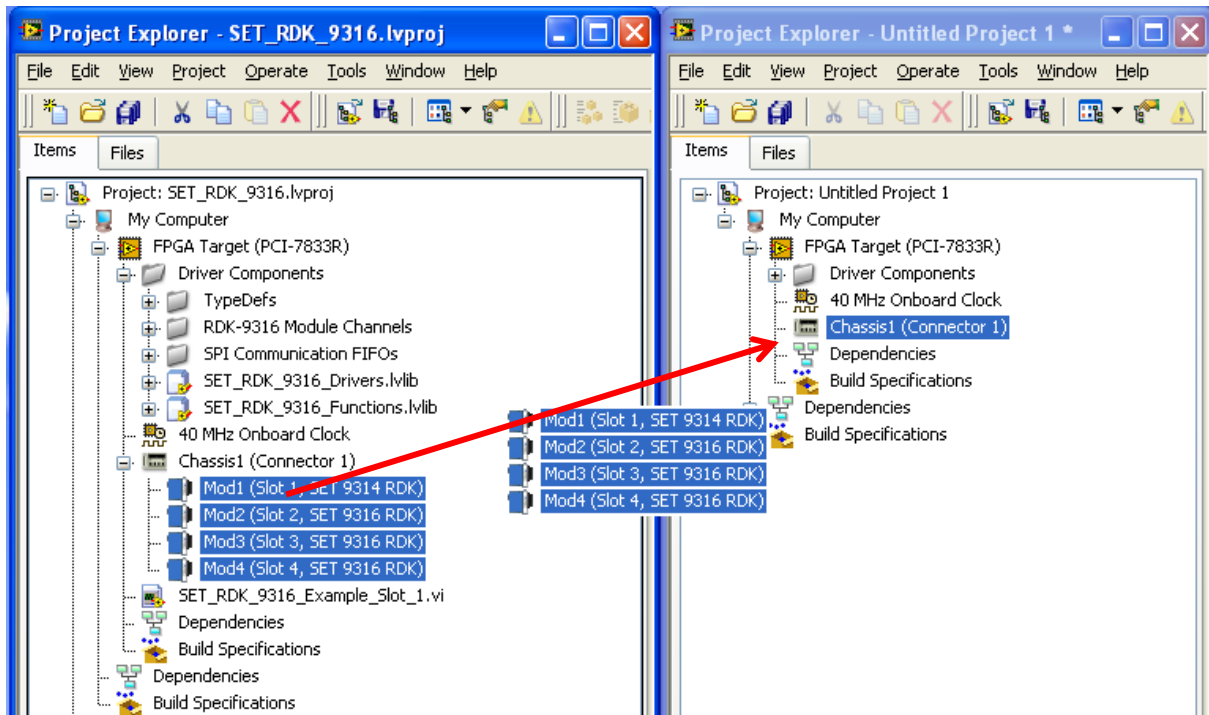 Project Explorer - SET_RDK_9316.lvproj
File Edit View Project Operate Tools Window Help
Items Files
Project: SET_RDK_9316.lvproj
My Computer
FPGA Target (PCI-7833R)
Driver Components
TypeDefs
RDK-9316 Module Channels
SPI Communication FIFOs
SET_RDK_9316_Drivers.lvlib
SET_RDK_9316_Functions.lvlib
40 MHz Onboard Clock
Chassis1 (Connector 1)
Mod1 (Slot 1, SET 9314 RDK)
Mod2 (Slot 2, SET 9316 RDK)
Mod3 (Slot 3, SET 9316 RDK)
Mod4 (Slot 4, SET 9316 RDK)
SET_RDK_9316_Example_Slot_1.vi
Dependencies
Build Specifications
Dependencies
Build Specifications
Mod1 (Slot 1, SET 9314 RDK)
Mod2 (Slot 2, SET 9316 RDK)
Mod3 (Slot 3, SET 9316 RDK)
Mod4 (Slot 4, SET 9316 RDK)
Project Explorer - Untitled Project 1 *
File Edit View Project Operate Tools Window Help
Items Files
Project: Untitled Project 1
My Computer
FPGA Target (PCI-7833R)
Driver Components
40 MHz Onboard Clock
Chassis1 (Connector 1)
Dependencies
Build Specifications
Dependencies
Build Specifications